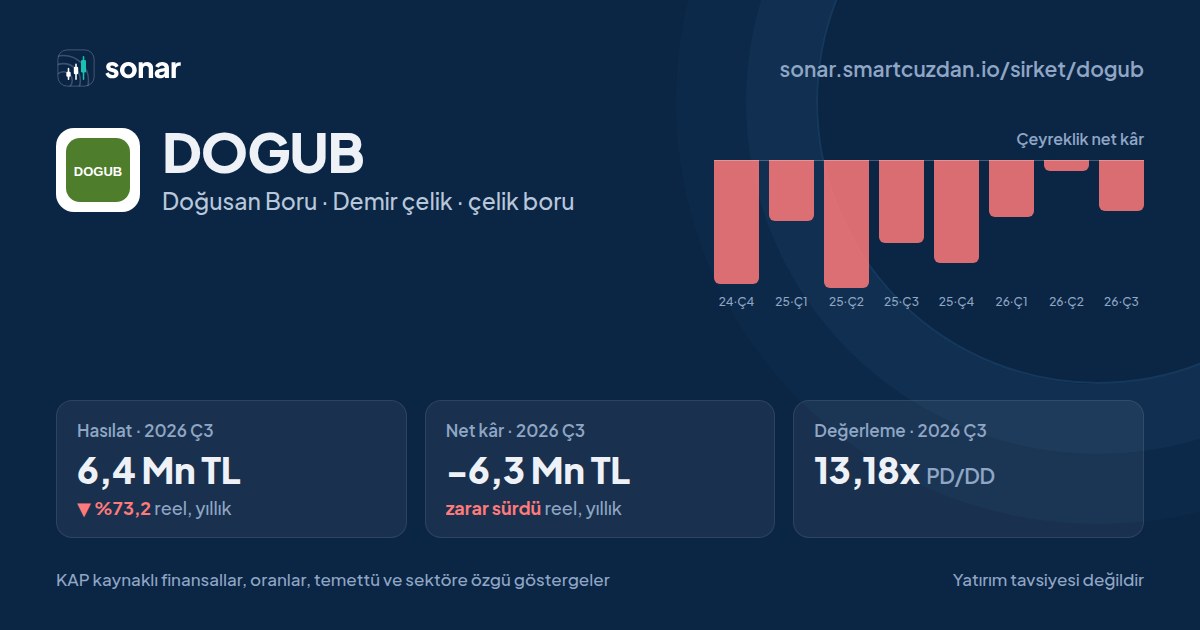 sonar
sonar.smartcuzdan.io/sirket/dogub
DOGUB
DOGUB
Doğusan Boru · Demir çelik · çelik boru
Çeyreklik net kâr
24·Ç4 25·Ç1 25·Ç2 25·Ç3 25·Ç4 26·Ç1 26·Ç2 26·Ç3
Hasılat · 2026 Ç3
6,4 Mn TL
▼ %73,2 reel, yıllık
Net kâr · 2026 Ç3
−6,3 Mn TL
zarar sürdü reel, yıllık
Değerleme · 2026 Ç3
13,18x PD/DD
KAP kaynaklı finansallar, oranlar, temettü ve sektöre özgü göstergeler
Yatırım tavsiyesi değildir